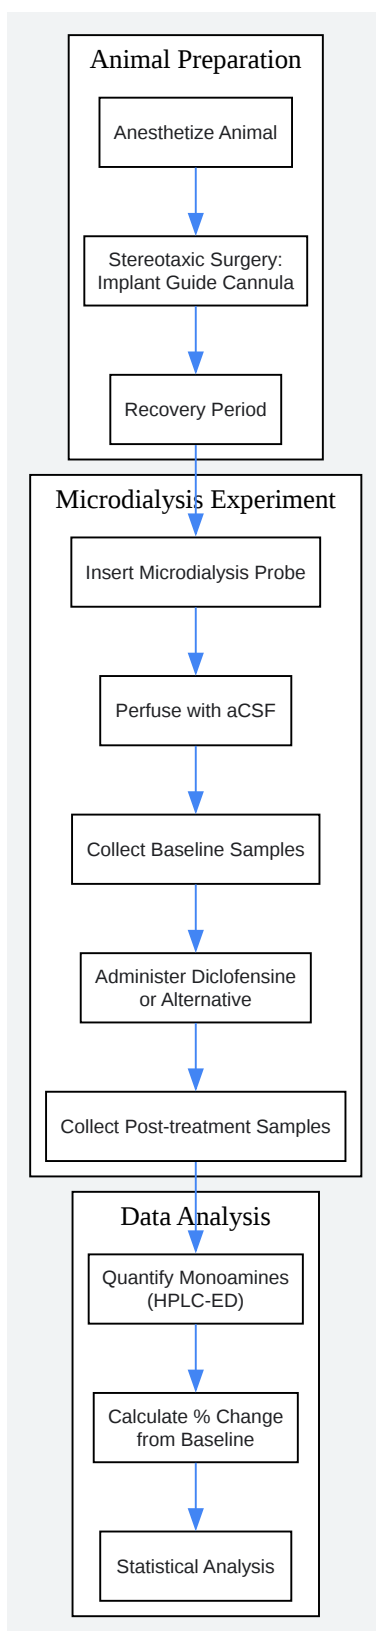 Animal Preparation
Anesthetize Animal
Stereotaxic Surgery:
Implant Guide Cannula
Recovery Period
Microdialysis Experiment
Insert Microdialysis Probe
Perfuse with aCSF
Collect Baseline Samples
Administer Diclofensine
or Alternative
Collect Post-treatment Samples
Data Analysis
Quantify Monoamines
(HPLC-ED)
Calculate % Change
from Baseline
Statistical Analysis